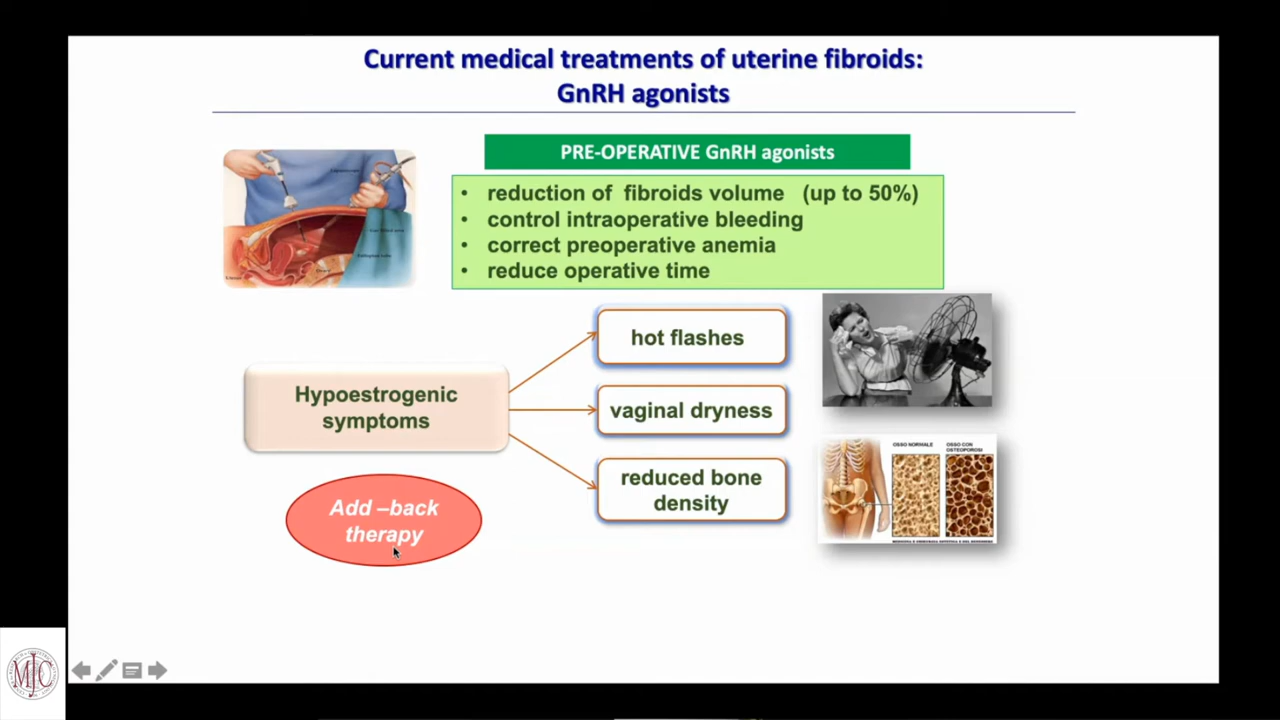 Current medical treatments of uterine fibroids:
GnRH agonists
PRE-OPERATIVE GnRH agonists
• reduction of fibroids volume (up to 50%)
• control intraoperative bleeding
• correct preoperative anemia
• reduce operative time
Hypoestrogenic
symptoms
hot flashes
vaginal dryness
reduced bone
density
Add –back
therapy
OSSO NORMALE
OSSO CON
OSTEOPOROSI
MJC